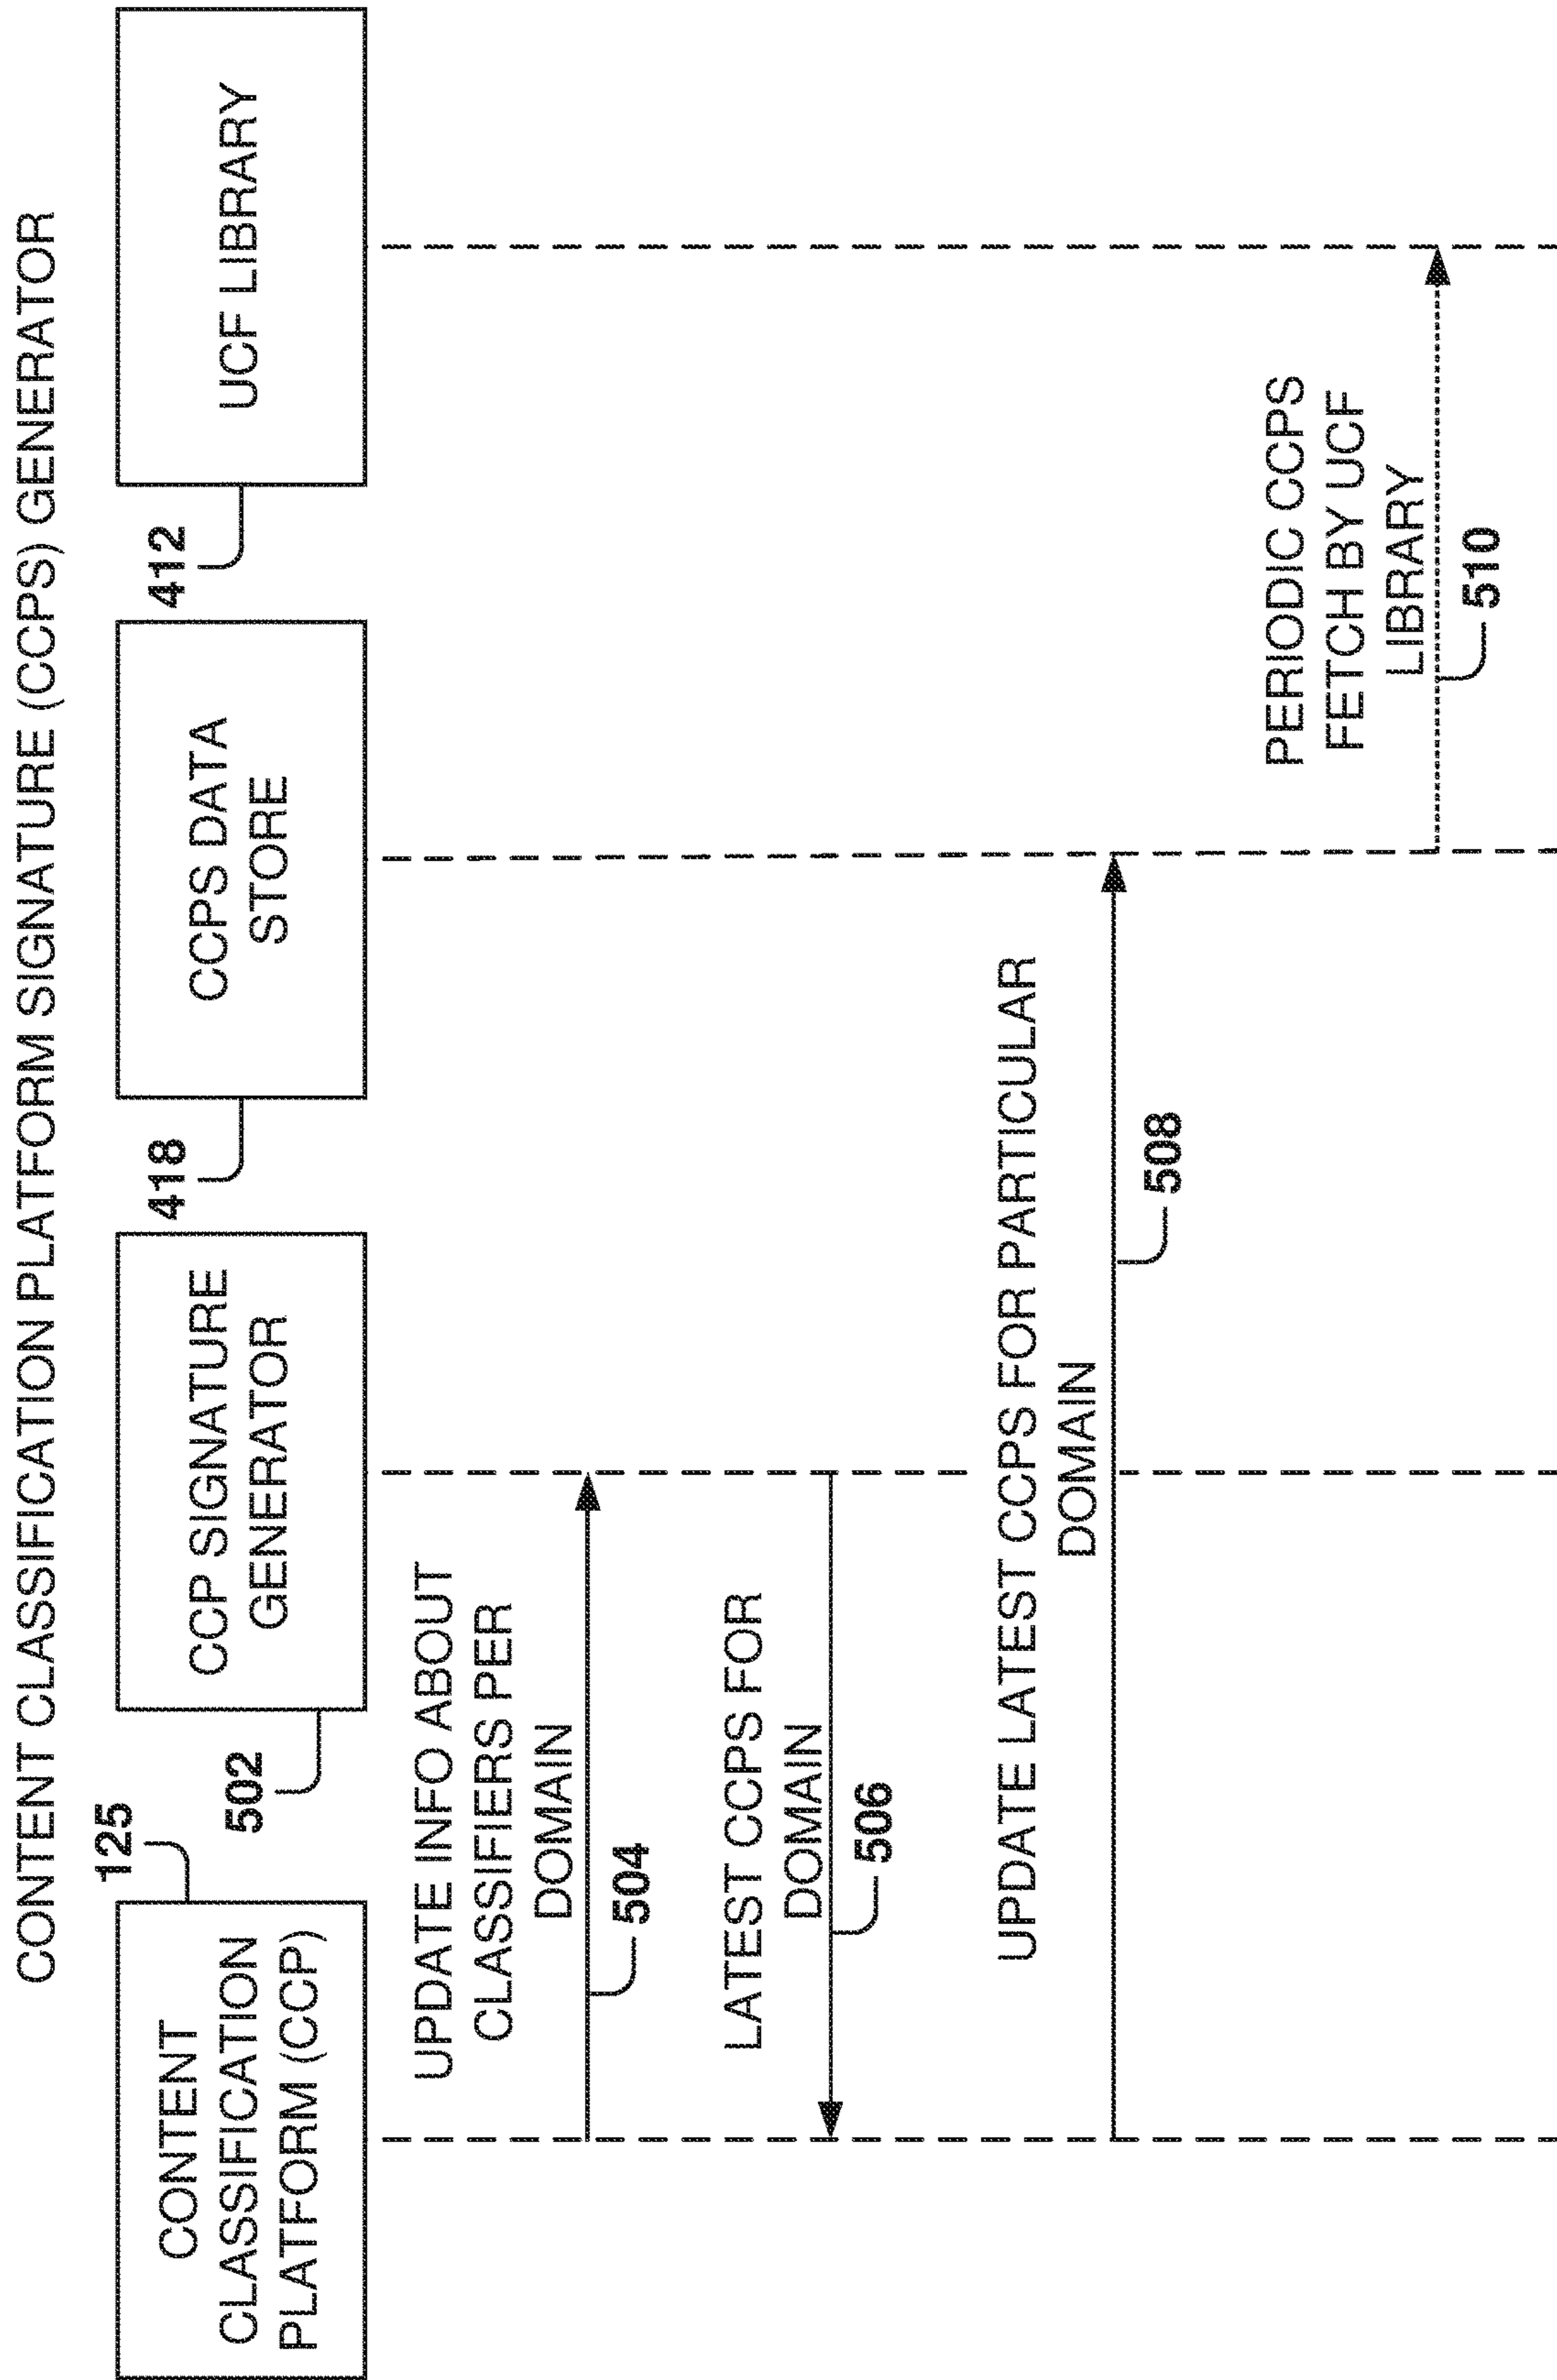 CONTENT CLASSIFICATION PLATFORM SIGNATURE (CCPS) GENERATOR
CONTENT
CLASSIFICATION
PLATFORM (CCP)
125
CCP SIGNATURE
GENERATOR
502
CCPS DATA
STORE
418
UCF LIBRARY
412
UPDATE INFO ABOUT
CLASSIFIERS PER
DOMAIN
504
LATEST CCPS FOR
DOMAIN
506
UPDATE LATEST CCPS FOR PARTICULAR
DOMAIN
508
PERIODIC CCPS
FETCH BY UCF
LIBRARY
510